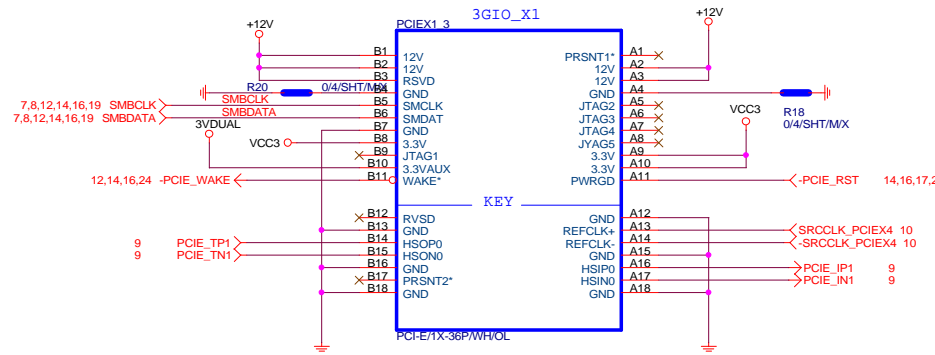 3GIO_X1
+12V
PCIEX1_3
+12V
B1 12V PRSNT1* A1
B2 12V 12V A2
B3 RSVD 12V A3
R20 0/4/SHT/M/X B4 GND GND A4
7,8,12,14,16,19 SMBCLK SMBCLK B5 SMCLK JTAG2 A5
7,8,12,14,16,19 SMBDATA SMBDATA B6 SMDAT JTAG3 A6
R18
0/4/SHT/M/X
VCC3
B7 GND JTAG4 A7
3VDUAL
VCC3 B8 3.3V JYAG5 A8
B9 JTAG1 3.3V A9
B10 3.3VAUX 3.3V A10
12,14,16,24 -PCIE_WAKE B11 WAKE* PWRGD A11 -PCIE_RST 14,16,17,2
KEY
B12 RVSD GND A12
B13 GND REFCLK+ A13 SRCCLK_PCIEX4 10
9 PCIE_TP1 B14 HSOP0 REFCLK- A14 -SRCCLK_PCIEX4 10
9 PCIE_TN1 B15 HSON0 GND A15
B16 GND HSIP0 A16 PCIE_IP1 9
B17 PRSNT2* HSIN0 A17 PCIE_IN1 9
B18 GND GND A18
PCI-E/1X-36P/WH/OL